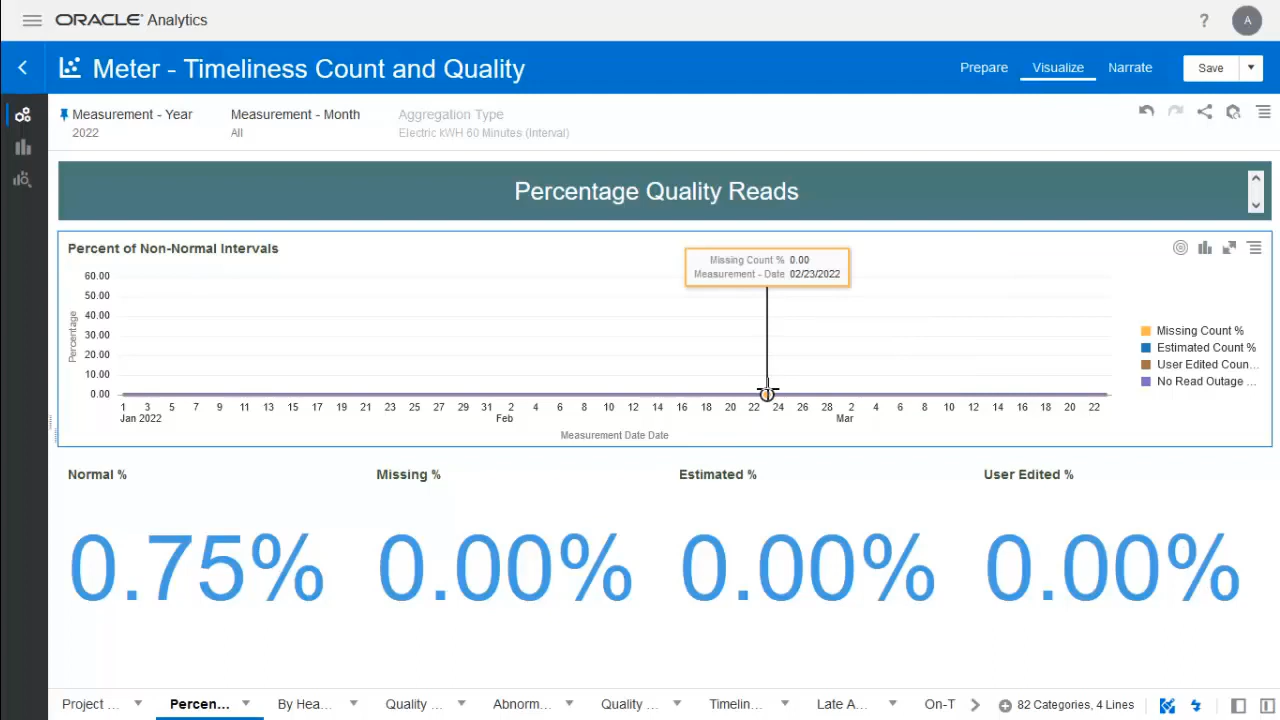 ORACLE Analytics
?
A
Meter - Timeliness Count and Quality
Prepare Visualize Narrate Save
Measurement - Year
2022
Measurement - Month
All
Aggregation Type
Electric kWH 60 Minutes (Interval)
Percentage Quality Reads
Percent of Non-Normal Intervals
Missing Count % 0.00
Measurement - Date 02/23/2022
60.00
50.00
40.00
30.00
20.00
10.00
0.00
Percentage
1 3 5 7 9 11 13 15 17 19 21 23 25 27 29 31 2 4 6 8 10 12 14 16 18 20 22 24 26 28 2 4 6 8 10 12 14 16 18 20 22
Jan 2022 Feb Mar
Measurement Date Date
Missing Count %
Estimated Count %
User Edited Coun...
No Read Outage ...
Normal % Missing % Estimated % User Edited %
0.75% 0.00% 0.00% 0.00%
Project ... Percen... By Hea... Quality ... Abnorm... Quality ... Timelin... Late A... On-T 82 Categories, 4 Lines